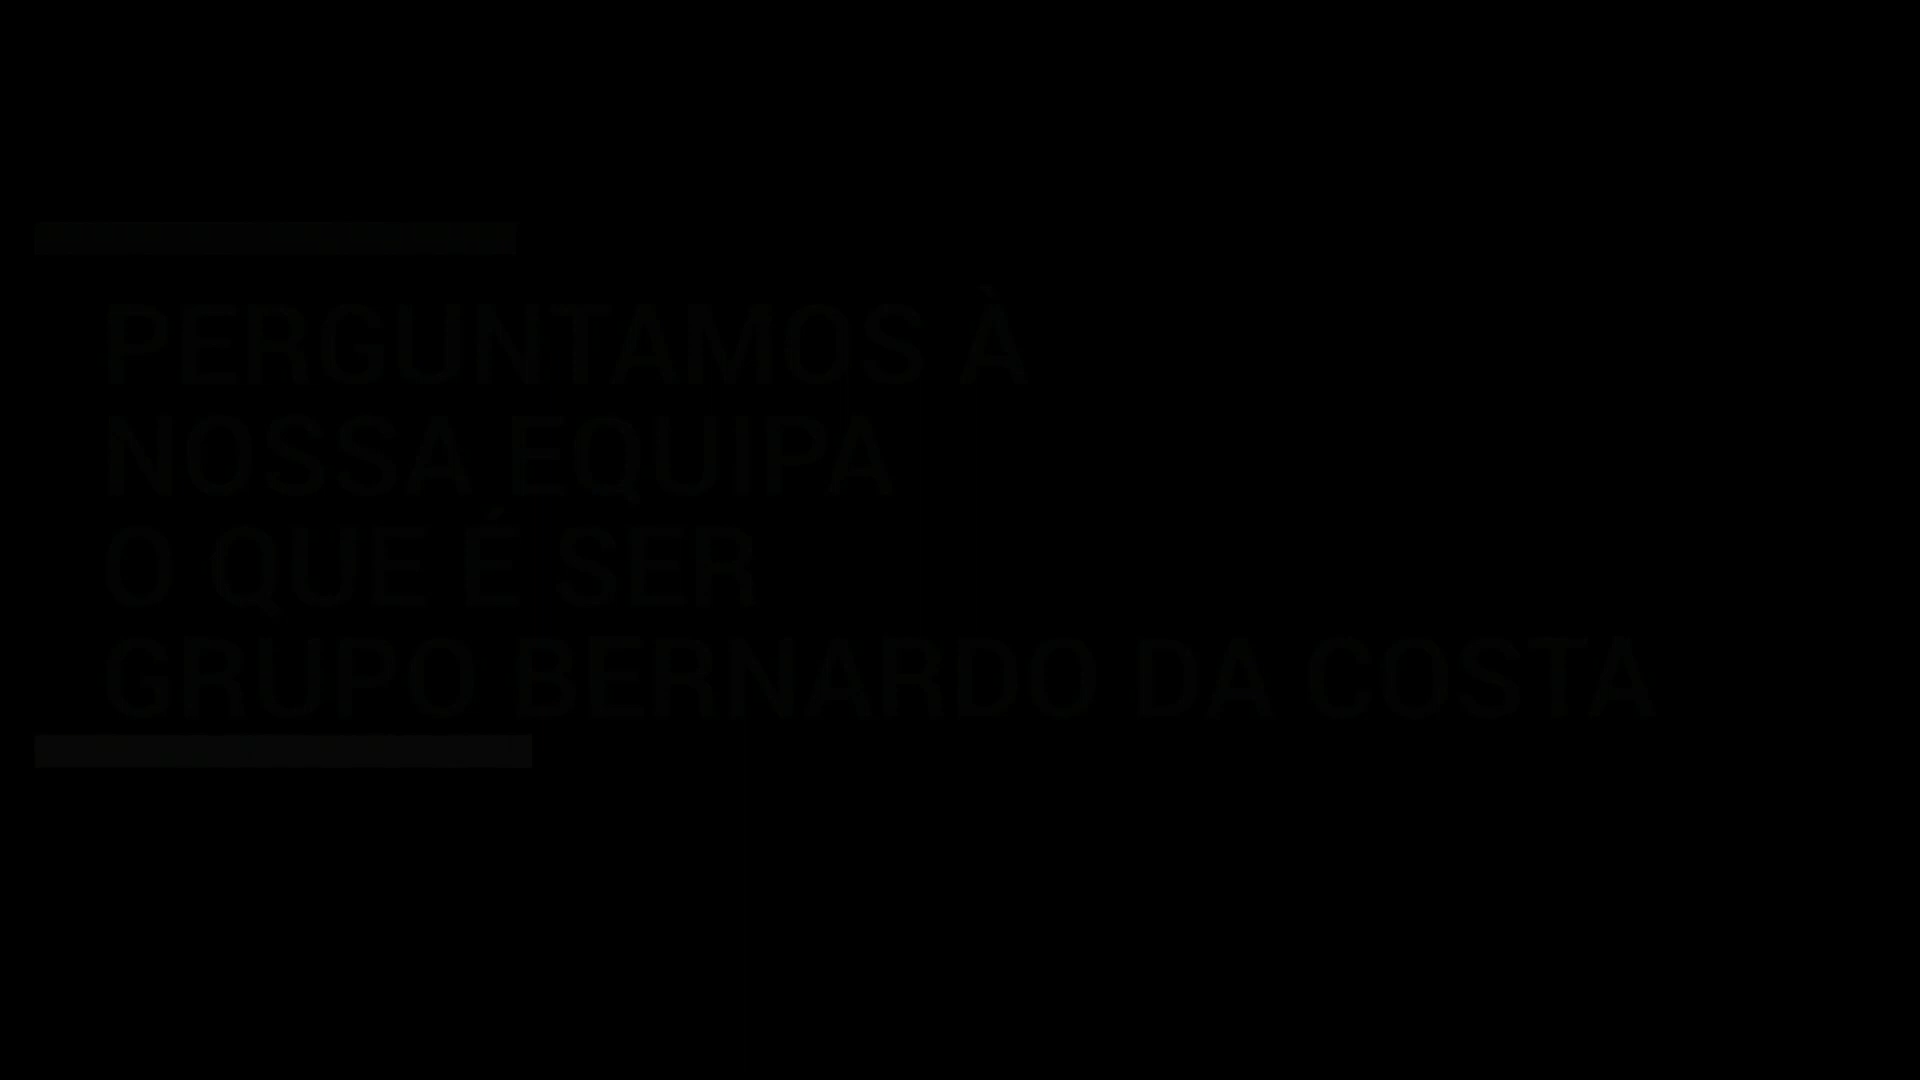 PERGUNTAMOS À
NOSSA EQUIPA
O QUE É SER
GRUPO BERNARDO DA COSTA